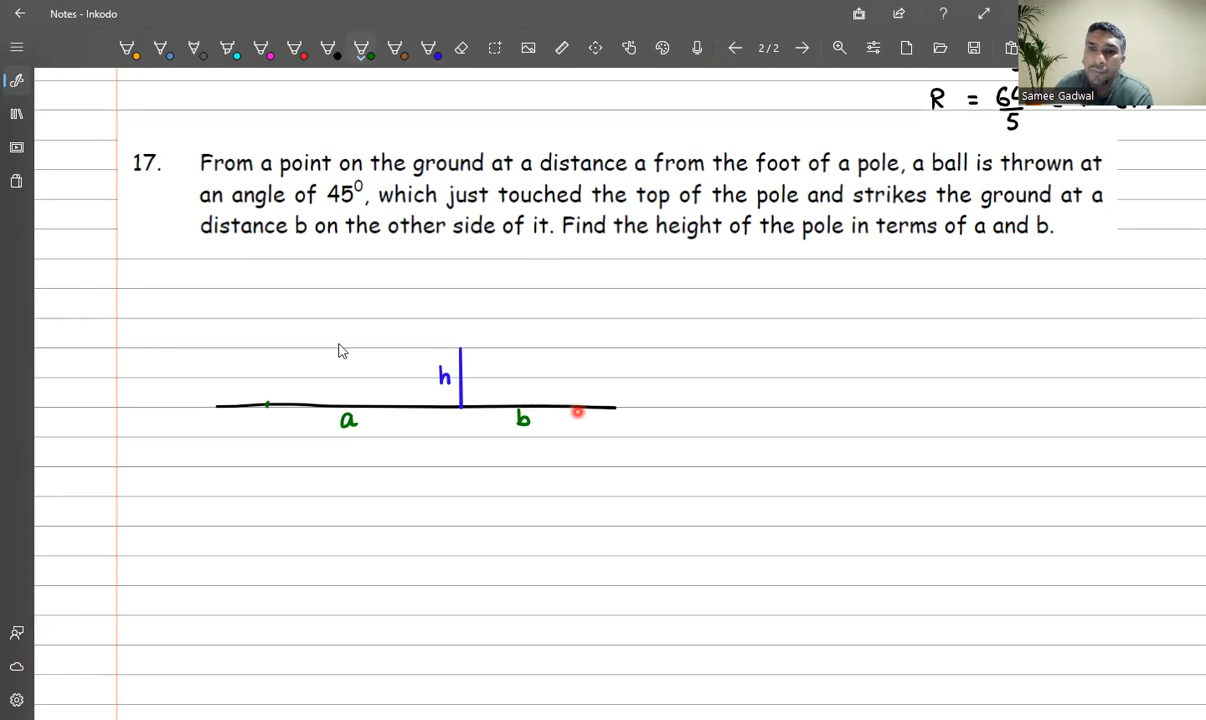 Notes - Inkodo
2/2
Samee Gadwal
R =
5
17. From a point on the ground at a distance a from the foot of a pole, a ball is thrown at
an angle of 45⁰, which just touched the top of the pole and strikes the ground at a
distance b on the other side of it. Find the height of the pole in terms of a and b.
h
a
b